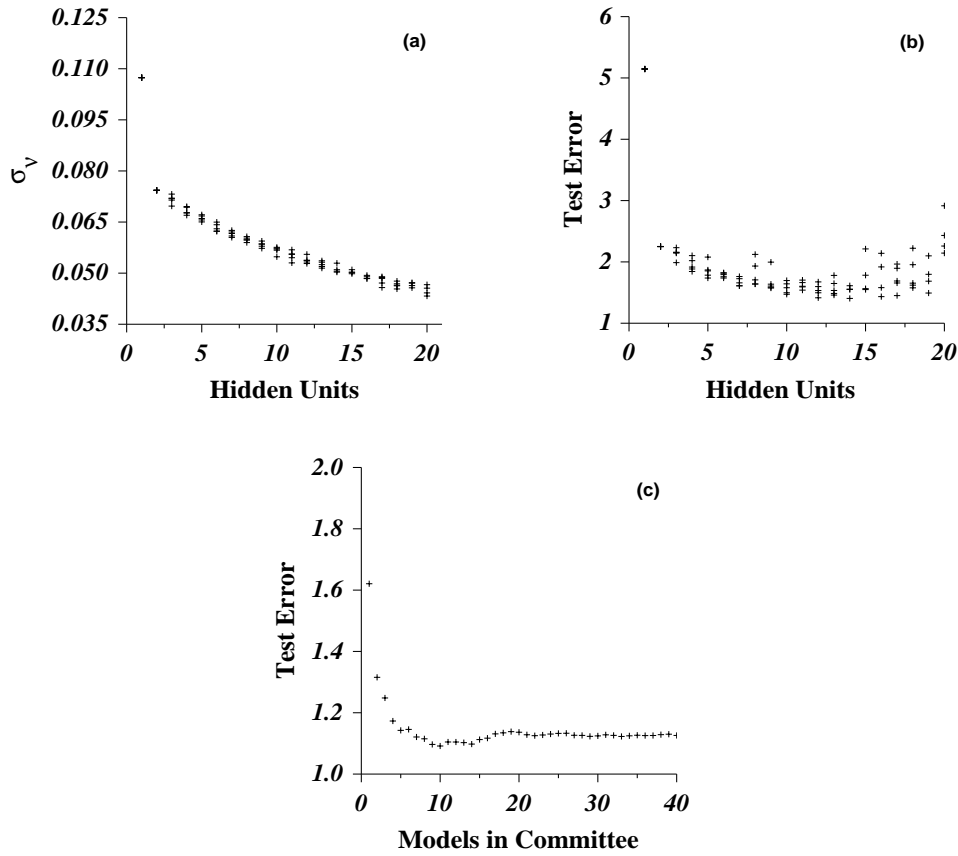 (a)
σν
0.125
0.110
0.095
0.080
0.065
0.050
0.035
0 5 10 15 20
Hidden Units
(b)
Test Error
6
5
4
3
2
1
0 5 10 15 20
Hidden Units
(c)
Test Error
2.0
1.8
1.6
1.4
1.2
1.0
0 10 20 30 40
Models in Committee